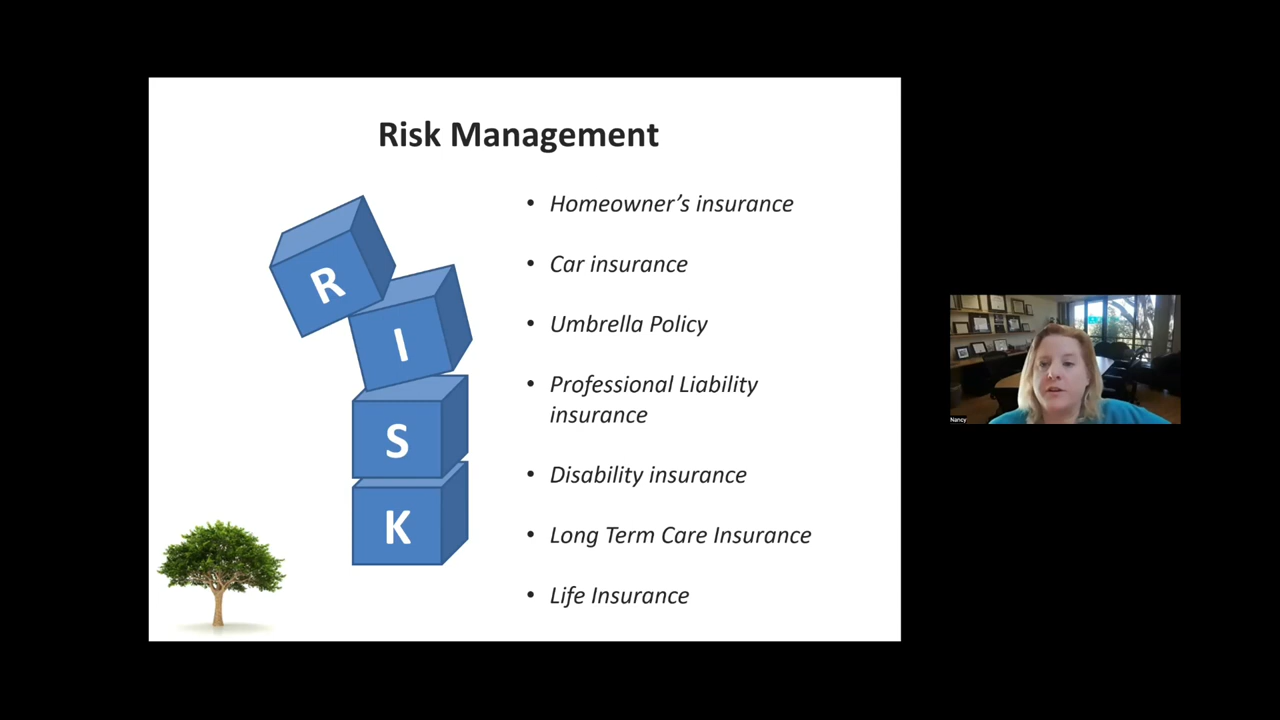 Risk Management
R
I
S
K
• Homeowner’s insurance
• Car insurance
• Umbrella Policy
• Professional Liability
insurance
• Disability insurance
• Long Term Care Insurance
• Life Insurance
Nancy